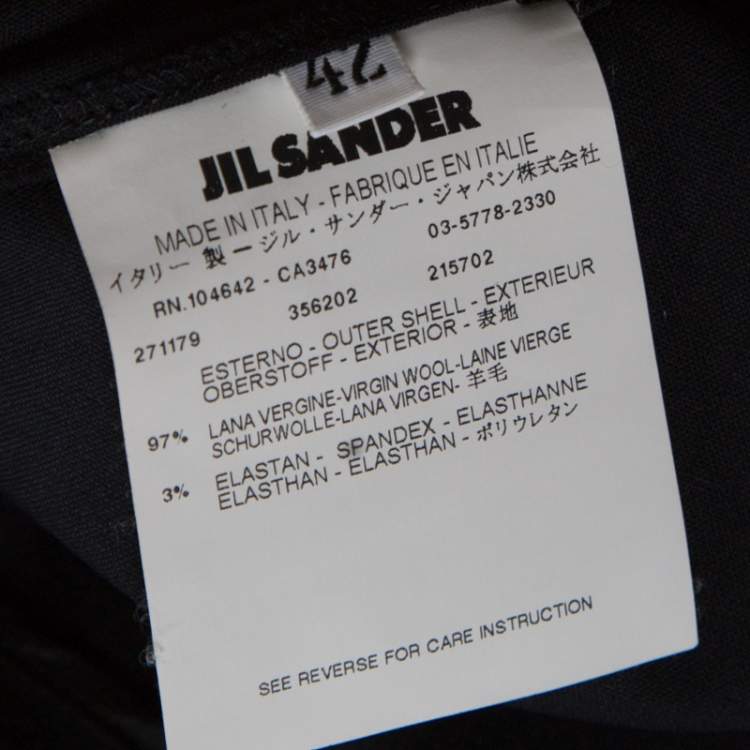 42
JIL SANDER
MADE IN ITALY - FABRIQUE EN ITALIE
イタリー 製 ー ジル・サンダー・ジャパン株式会社
RN.104642 - CA3476 03-5778-2330
271179 356202 215702
ESTERNO - OUTER SHELL - EXTERIEUR
OBERSTOFF - EXTERIOR - 表地
97% LANA VERGINE-VIRGIN WOOL-LAINE VIERGE
SCHURWOLLE-LANA VIRGEN- 羊毛
3% ELASTAN - SPANDEX - ELASTHANNE
ELASTHAN - ELASTHAN - ポリウレタン
SEE REVERSE FOR CARE INSTRUCTION